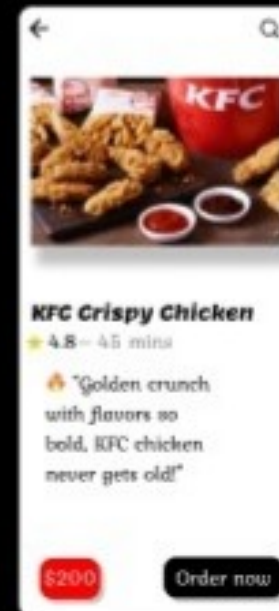 KFC
KFC Crispy Chicken
4.8 – 45 mins
🔥 "Golden crunch
with flavors so
bold, KFC chicken
never gets old!"
$200
Order now